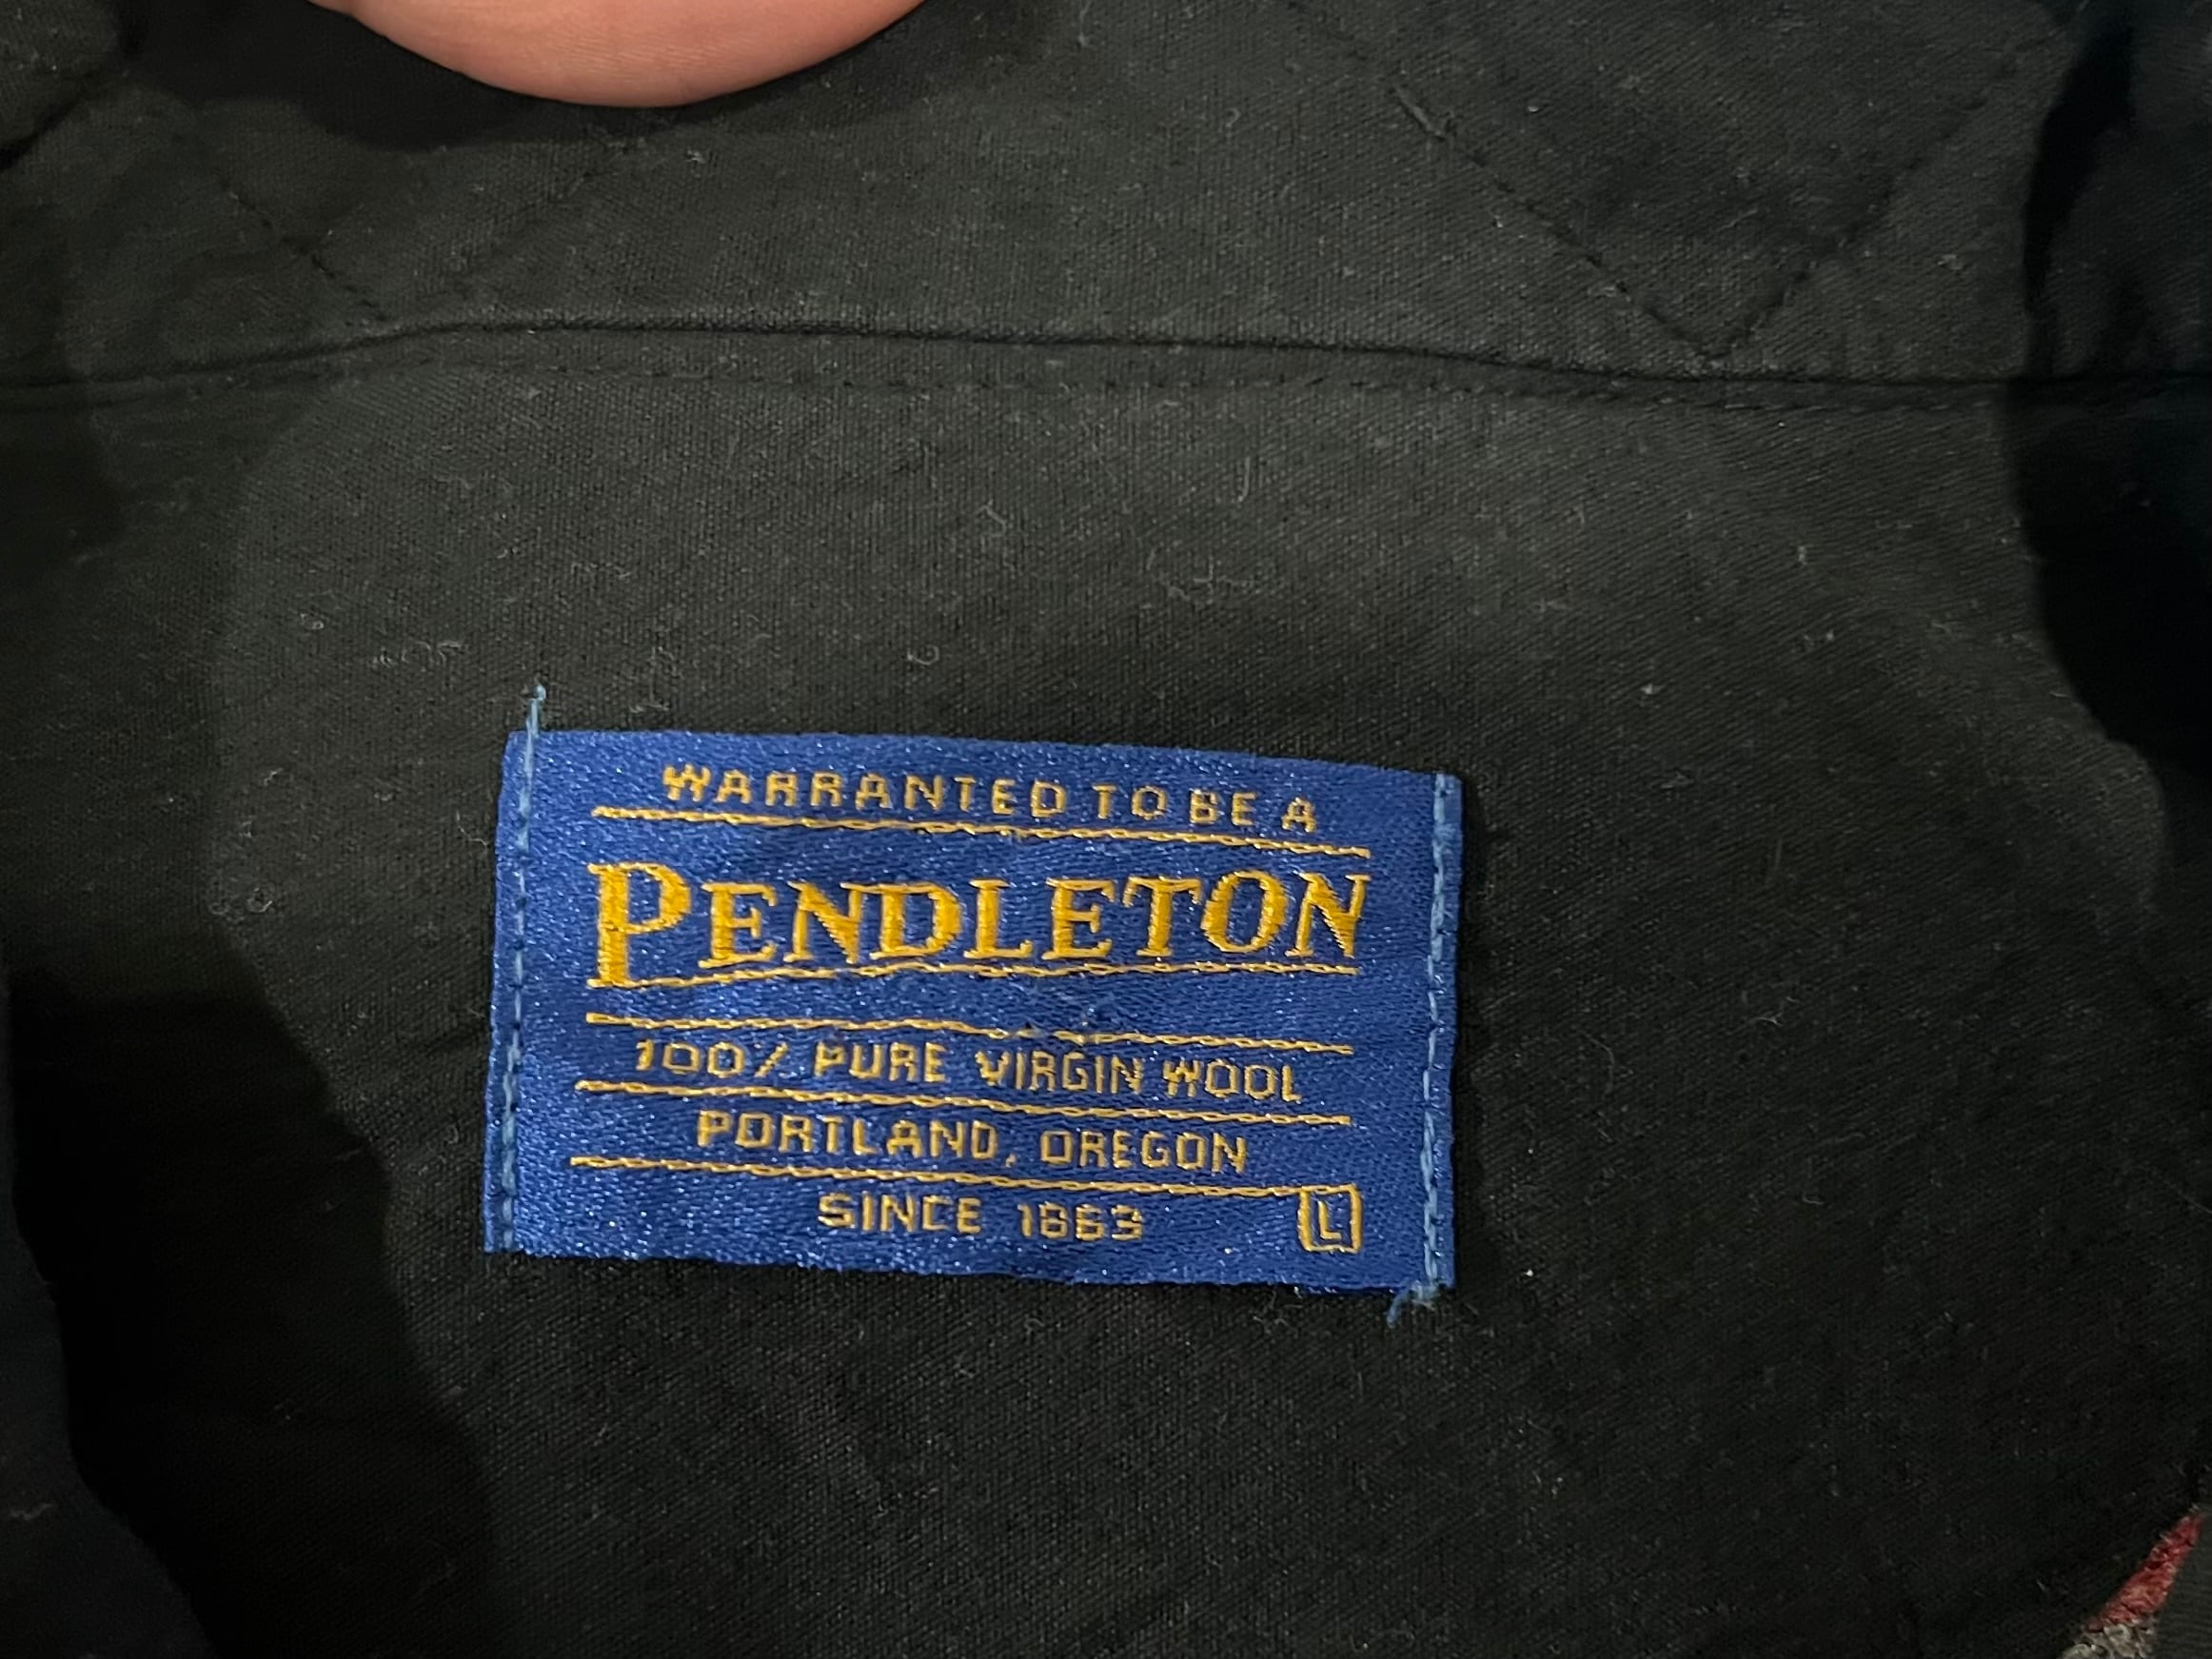 WARRANTED TO BE A
PENDLETON
100% PURE VIRGIN WOOL
PORTLAND, OREGON
SINCE 1863
L